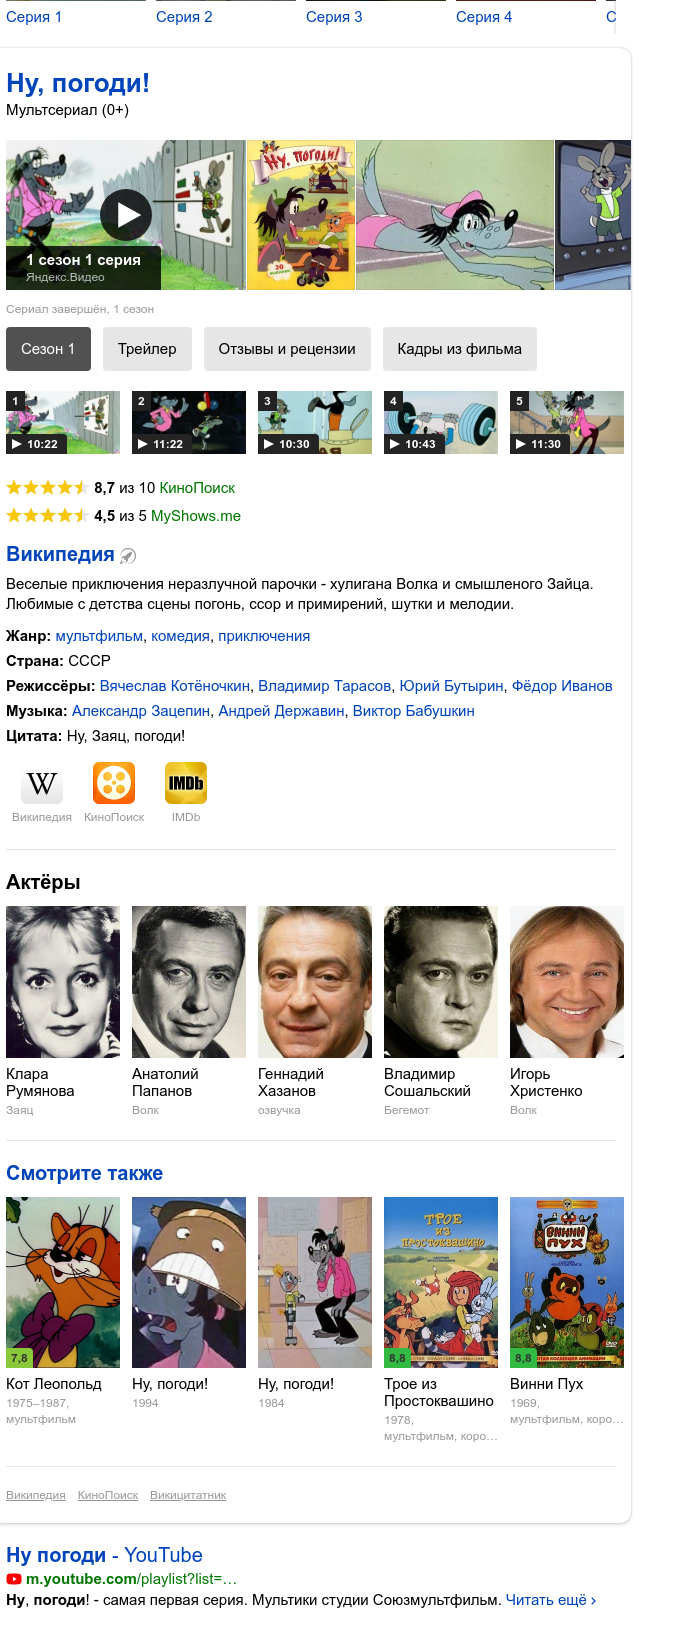 Серия 1 Серия 2 Серия 3 Серия 4 С
Ну, погоди!
Мультсериал (0+)
Ну, погоди!
1 сезон 1 серия
Яндекс.Видео
Сериал завершён, 1 сезон
Сезон 1 Трейлер Отзывы и рецензии Кадры из фильма
1 2 3 4 5
10:22 11:22 10:30 10:43 11:30
8,7 из 10 КиноПоиск
4,5 из 5 MyShows.me
Википедия
Веселые приключения неразлучной парочки - хулигана Волка и смышленого Зайца.
Любимые с детства сцены погонь, ссор и примирений, шутки и мелодии.
Жанр: мультфильм, комедия, приключения
Страна: СССР
Режиссёры: Вячеслав Котёночкин, Владимир Тарасов, Юрий Бутырин, Фёдор Иванов
Музыка: Александр Зацепин, Андрей Державин, Виктор Бабушкин
Цитата: Ну, Заяц, погоди!
W IMDb
Википедия КиноПоиск IMDb
Актёры
Клара Румянова
Заяц
Анатолий Папанов
Волк
Геннадий Хазанов
озвучка
Владимир Сошальский
Бегемот
Игорь Христенко
Волк
Смотрите также
ТРОЕ ИЗ ПРОСТОКВАШИНО
ВИННИ ПУХ
7,8 8,8 8,8
Кот Леопольд
1975–1987,
мультфильм
Ну, погоди!
1994
Ну, погоди!
1984
Трое из
Простоквашино
1978,
мультфильм, коро…
Винни Пух
1969,
мультфильм, коро…
Википедия КиноПоиск Викицитатник
Ну погоди - YouTube
m.youtube.com/playlist?list=…
Ну, погоди! - самая первая серия. Мультики студии Союзмультфильм. Читать ещё ›